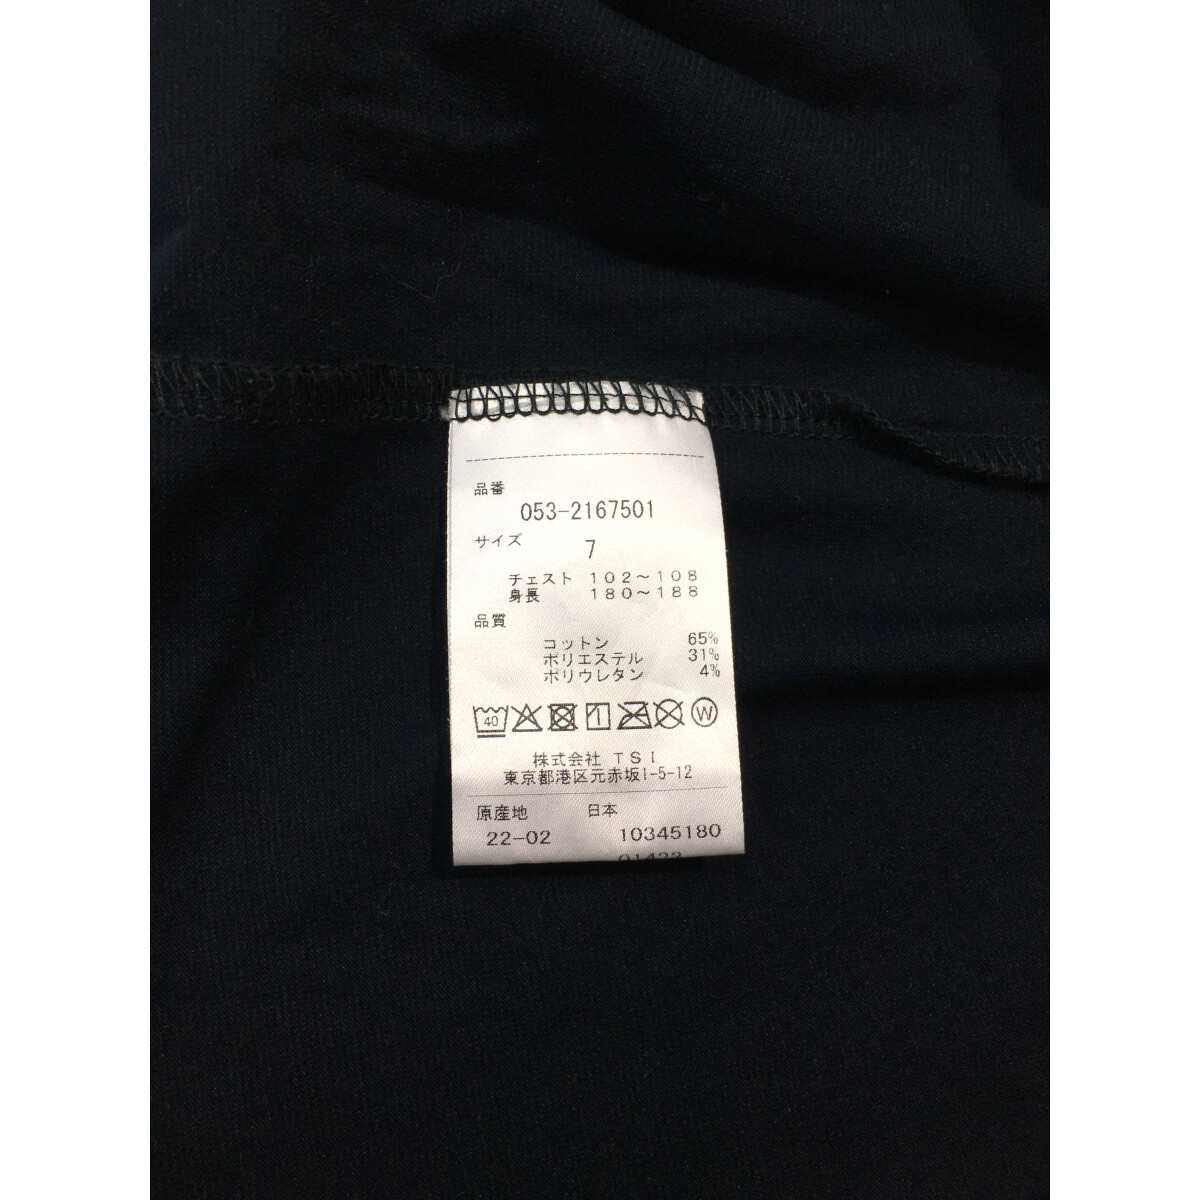 品番
053-2167501
サイズ
7
チェスト 102～108
身長 180～188
品質
コットン 65%
ポリエステル 31%
ポリウレタン 4%
40 W
株式会社 TSI
東京都港区元赤坂1-5-12
原産地 日本
22-02 10345180